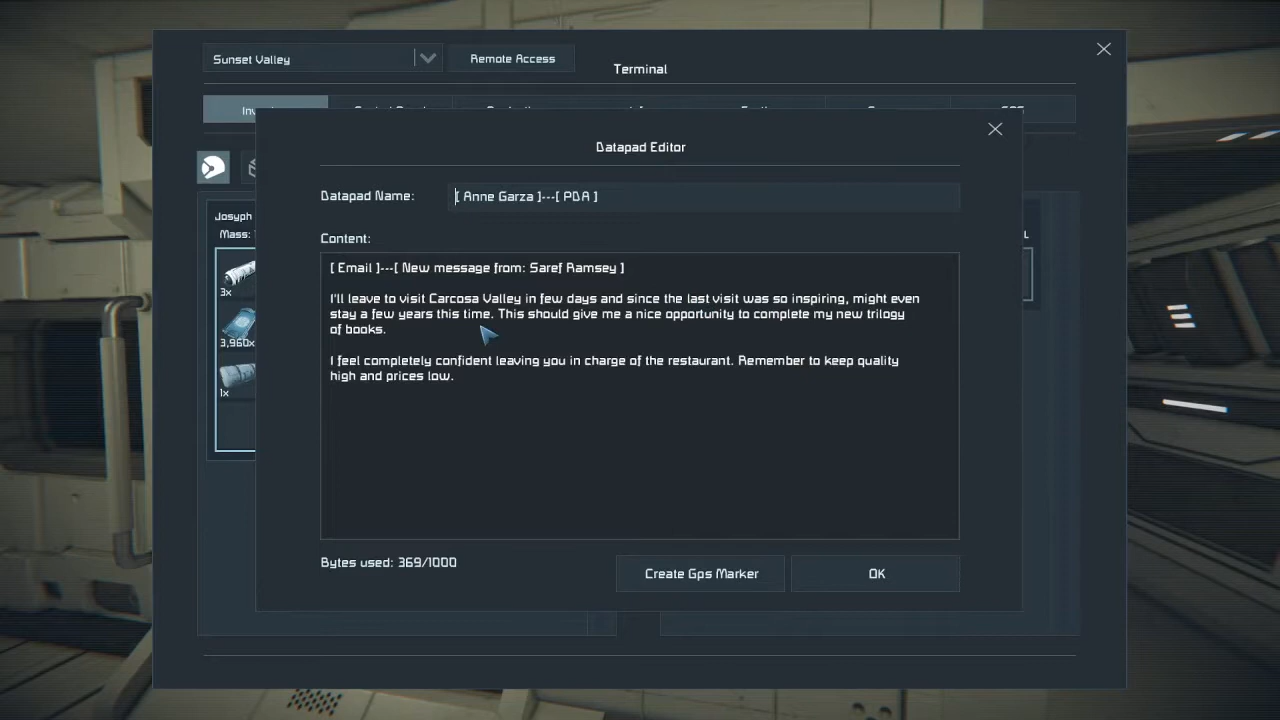 Sunset Valley
Remote Access
Terminal
Datapad Editor
Datapad Name:
[ Anne Garza ]---[ PDA ]
Content:
[ Email ]---[ New message from: Saref Ramsey ]
I'll leave to visit Carcosa Valley in few days and since the last visit was so inspiring, might even
stay a few years this time. This should give me a nice opportunity to complete my new trilogy
of books.
I feel completely confident leaving you in charge of the restaurant. Remember to keep quality
high and prices low.
Bytes used: 369/1000
Create Gps Marker
OK
Josyph
Mass:
3x
3,960x
1x